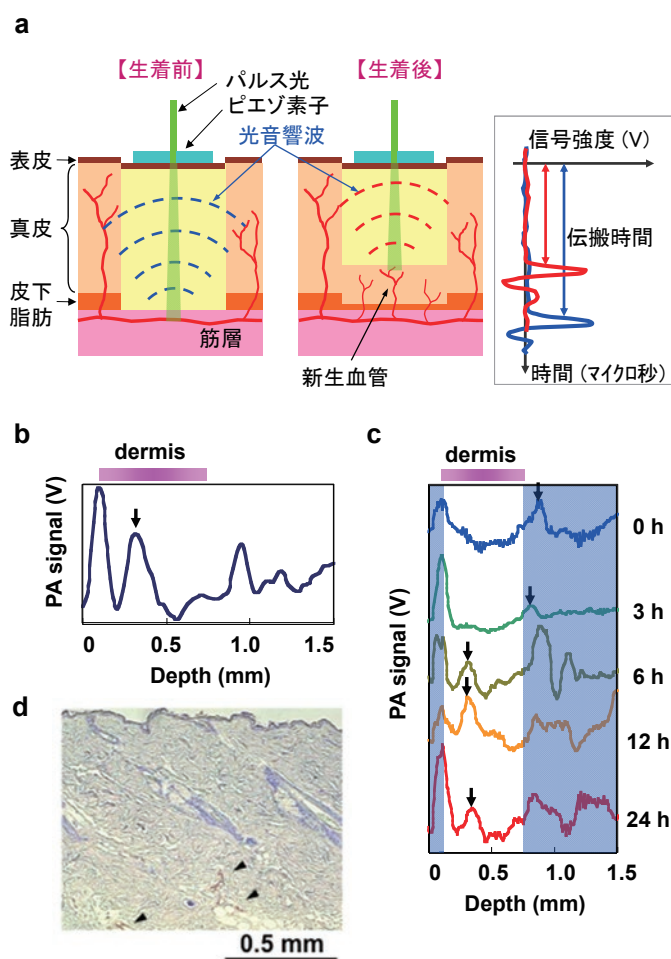 a
【生着前】
【生着後】
パルス光
ピエゾ素子
光音響波
表皮
真皮
皮下
脂肪
筋層
新生血管
信号強度 (V)
伝搬時間
時間 (マイクロ秒)
b
dermis
PA signal (V)
0 0.5 1.0 1.5
Depth (mm)
c
dermis
PA signal (V)
0 h
3 h
6 h
12 h
24 h
0 0.5 1.0 1.5
Depth (mm)
d
0.5 mm